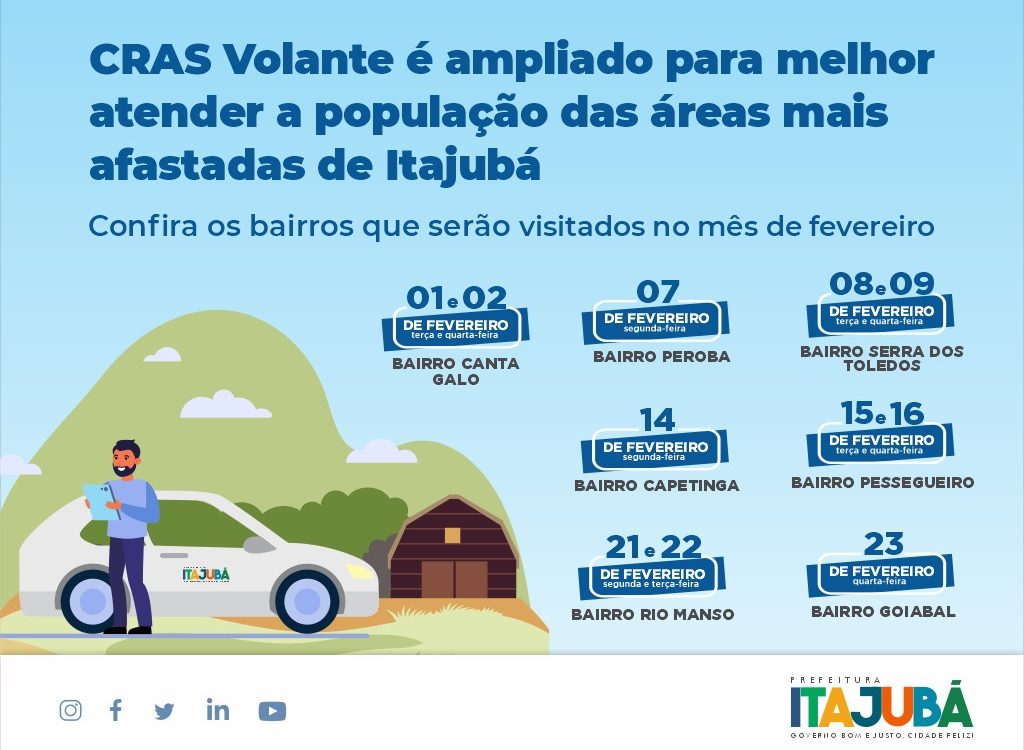 CRAS Volante é ampliado para melhor
atender a população das áreas mais
afastadas de Itajubá
Confira os bairros que serão visitados no mês de fevereiro
01 e 02
DE FEVEREIRO
terça e quarta-feira
BAIRRO CANTA
GALO
07
DE FEVEREIRO
segunda-feira
BAIRRO PEROBA
08 e 09
DE FEVEREIRO
terça e quarta-feira
BAIRRO SERRA DOS
TOLEDOS
14
DE FEVEREIRO
segunda-feira
BAIRRO CAPETINGA
15 e 16
DE FEVEREIRO
terça e quarta-feira
BAIRRO PESSEGUEIRO
21 e 22
DE FEVEREIRO
segunda e terça-feira
BAIRRO RIO MANSO
23
DE FEVEREIRO
quarta-feira
BAIRRO GOIABAL
ITAJUBÁ
PREFEITURA
ITAJUBÁ
GOVERNO BOM E JUSTO, CIDADE FELIZ!